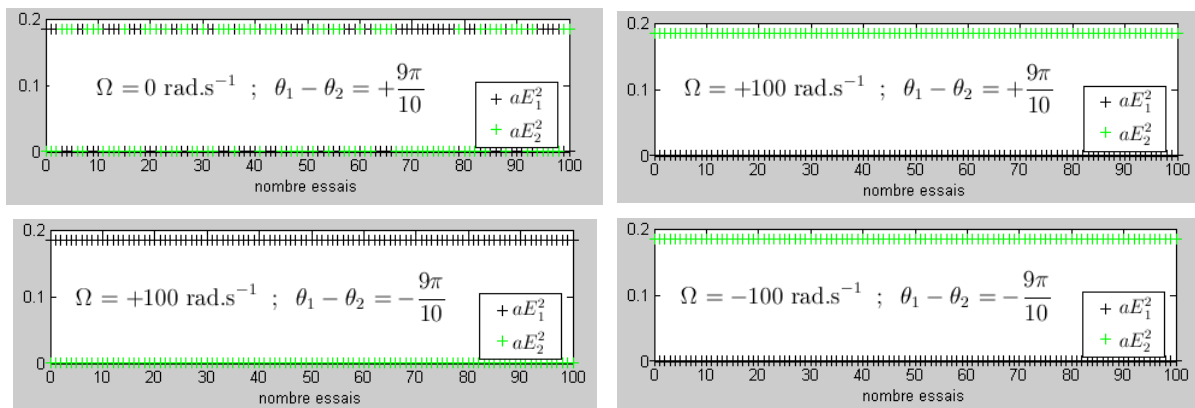 0.2
0.1
0
Ω = 0 rad.s⁻¹ ; θ₁ − θ₂ = +9π/10
+ aE₁²
+ aE₂²
0 10 20 30 40 50 60 70 80 90 100
nombre essais
0.2
0.1
0
Ω = +100 rad.s⁻¹ ; θ₁ − θ₂ = +9π/10
+ aE₁²
+ aE₂²
0 10 20 30 40 50 60 70 80 90 100
nombre essais
0.2
0.1
0
Ω = +100 rad.s⁻¹ ; θ₁ − θ₂ = −9π/10
+ aE₁²
+ aE₂²
0 10 20 30 40 50 60 70 80 90 100
nombre essais
0.2
0.1
0
Ω = −100 rad.s⁻¹ ; θ₁ − θ₂ = −9π/10
+ aE₁²
+ aE₂²
0 10 20 30 40 50 60 70 80 90 100
nombre essais